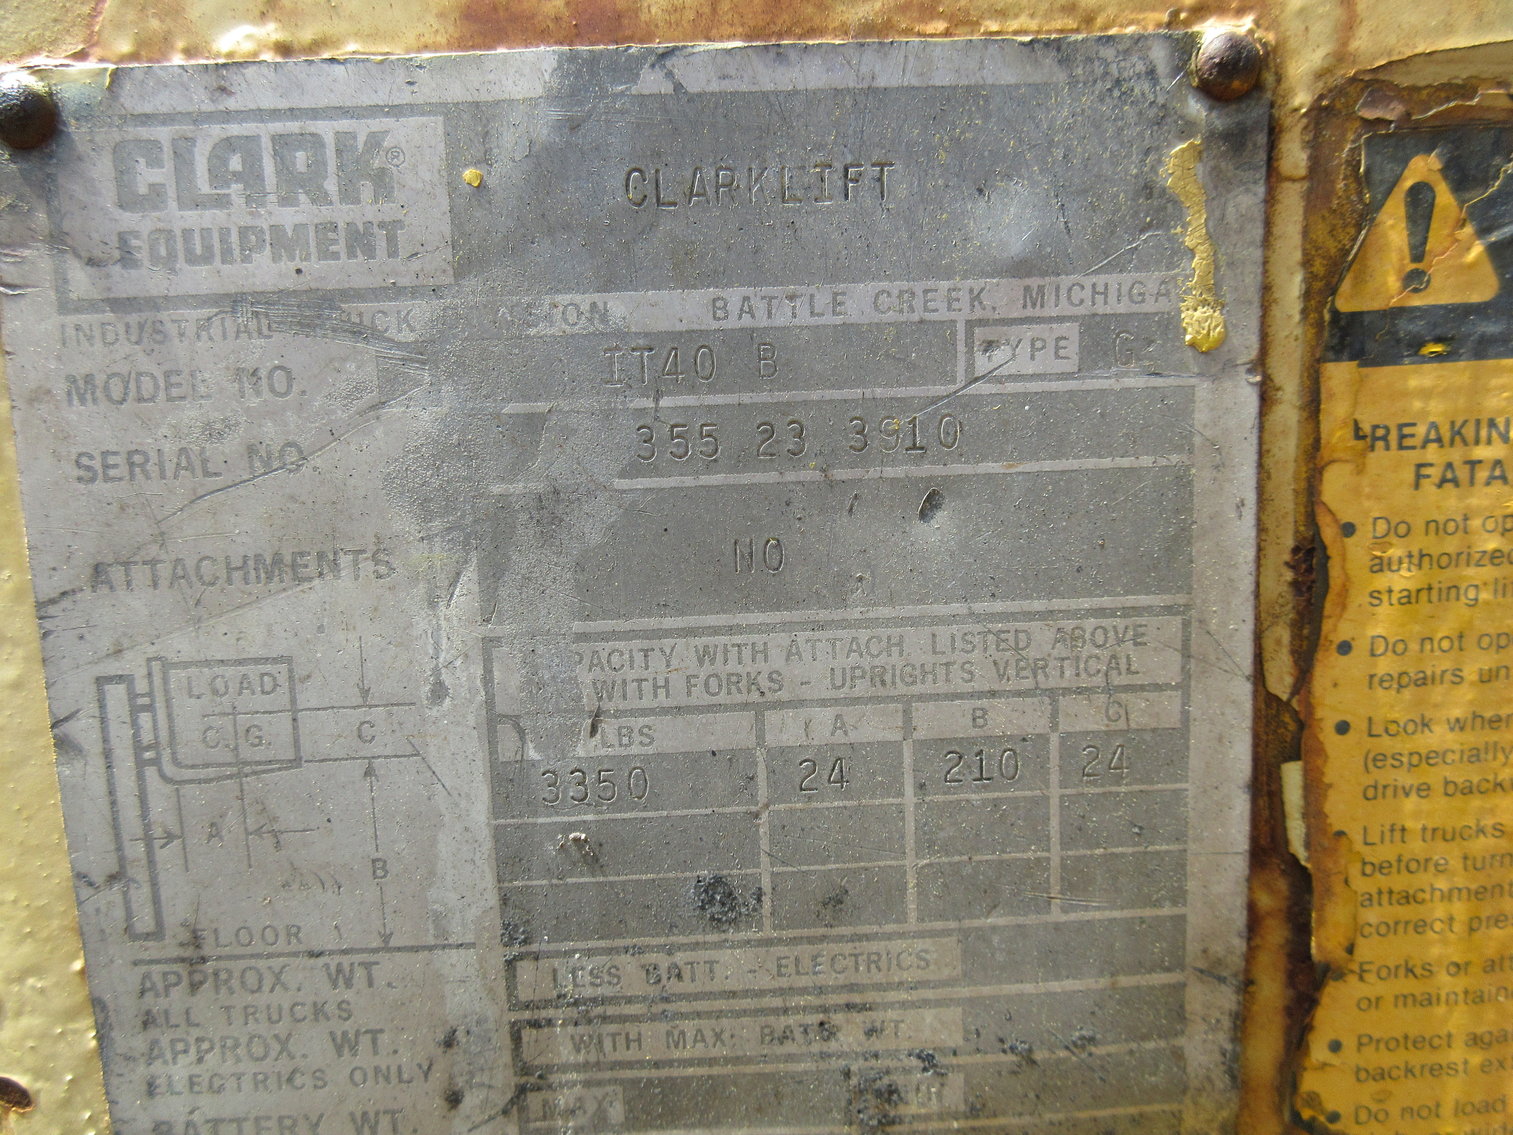 CLARK®
EQUIPMENT
CLARKLIFT
INDUSTRIAL BATTLE CREEK, MICHIGA
MODEL NO. IT40 B TYPE
SERIAL NO 355 23 3910
ATTACHMENTS NO
CAPACITY WITH ATTACH. LISTED ABOVE
WITH FORKS - UPRIGHTS VERTICAL
LBS A B C
3350 24 210 24
LOAD
C.G. C
A
B
FLOOR
APPROX. WT. LESS BATT. - ELECTRICS
ALL TRUCKS
APPROX. WT. WITH MAX. BATT. WT.
ELECTRICS ONLY
BATTERY WT. MAX
REAKIN
FATA
• Do not op
authorized
starting li
• Do not op
repairs un
• Look wher
(especially
drive back
• Lift trucks
before turn
attachment
correct pre
• Forks or at
or maintain
• Protect aga
backrest ex
• Do not load